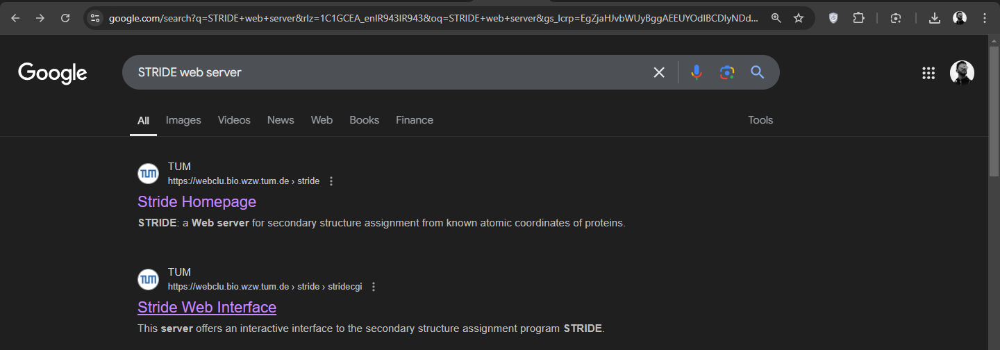 google.com/search?q=STRIDE+web+server&rlz=1C1GCEA_enIR943IR943&oq=STRIDE+web+server&gs_lcrp=EgZjaHJvbWUyBggAEEUYOdIBCDIyNDd...
Google
STRIDE web server
All Images Videos News Web Books Finance Tools
TUM
https://webclu.bio.wzw.tum.de › stride
Stride Homepage
STRIDE: a Web server for secondary structure assignment from known atomic coordinates of proteins.
TUM
https://webclu.bio.wzw.tum.de › stride › stridecgi
Stride Web Interface
This server offers an interactive interface to the secondary structure assignment program STRIDE.